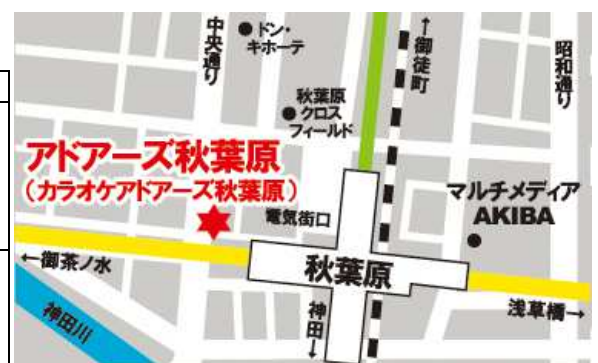 中央通り
ドン・
キホーテ
←御徒町
昭和通り
秋葉原
クロス
フィールド
アドアーズ秋葉原
(カラオケアドアーズ秋葉原)
電気街口
マルチメディア
AKIBA
←御茶ノ水
秋葉原
浅草橋→
神田川
神田→